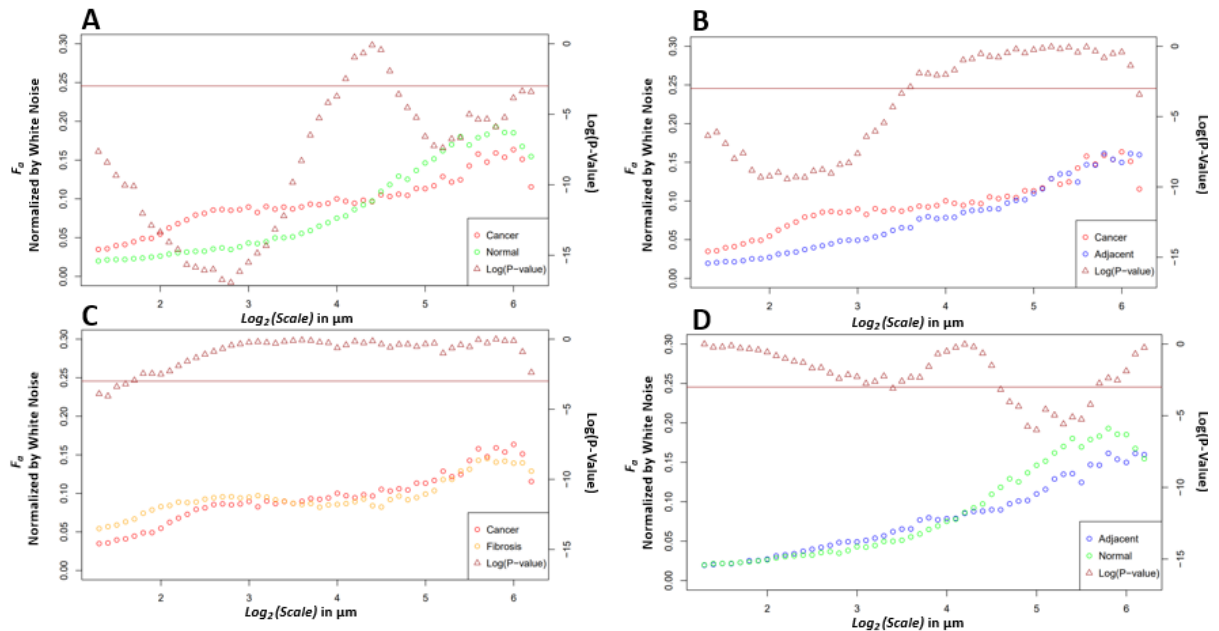 A
F_a
Normalized by White Noise
0.30
0.25
0.20
0.15
0.10
0.05
0.00
0
−5
−10
−15
Log(P-Value)
Cancer
Normal
Log(P−value)
2 3 4 5 6
Log2(Scale) in µm
B
F_a
Normalized by White Noise
0.30
0.25
0.20
0.15
0.10
0.05
0.00
0
−5
−10
−15
Log(P-Value)
Cancer
Adjacent
Log(P−value)
2 3 4 5 6
Log2(Scale) in µm
C
F_a
Normalized by White Noise
0.30
0.25
0.20
0.15
0.10
0.05
0.00
0
−5
−10
−15
Log(P-Value)
Cancer
Fibrosis
Log(P−value)
2 3 4 5 6
Log2(Scale) in µm
D
F_a
Normalized by White Noise
0.30
0.25
0.20
0.15
0.10
0.05
0.00
0
−5
−10
−15
Log(P-Value)
Adjacent
Normal
Log(P−value)
2 3 4 5 6
Log2(Scale) in µm